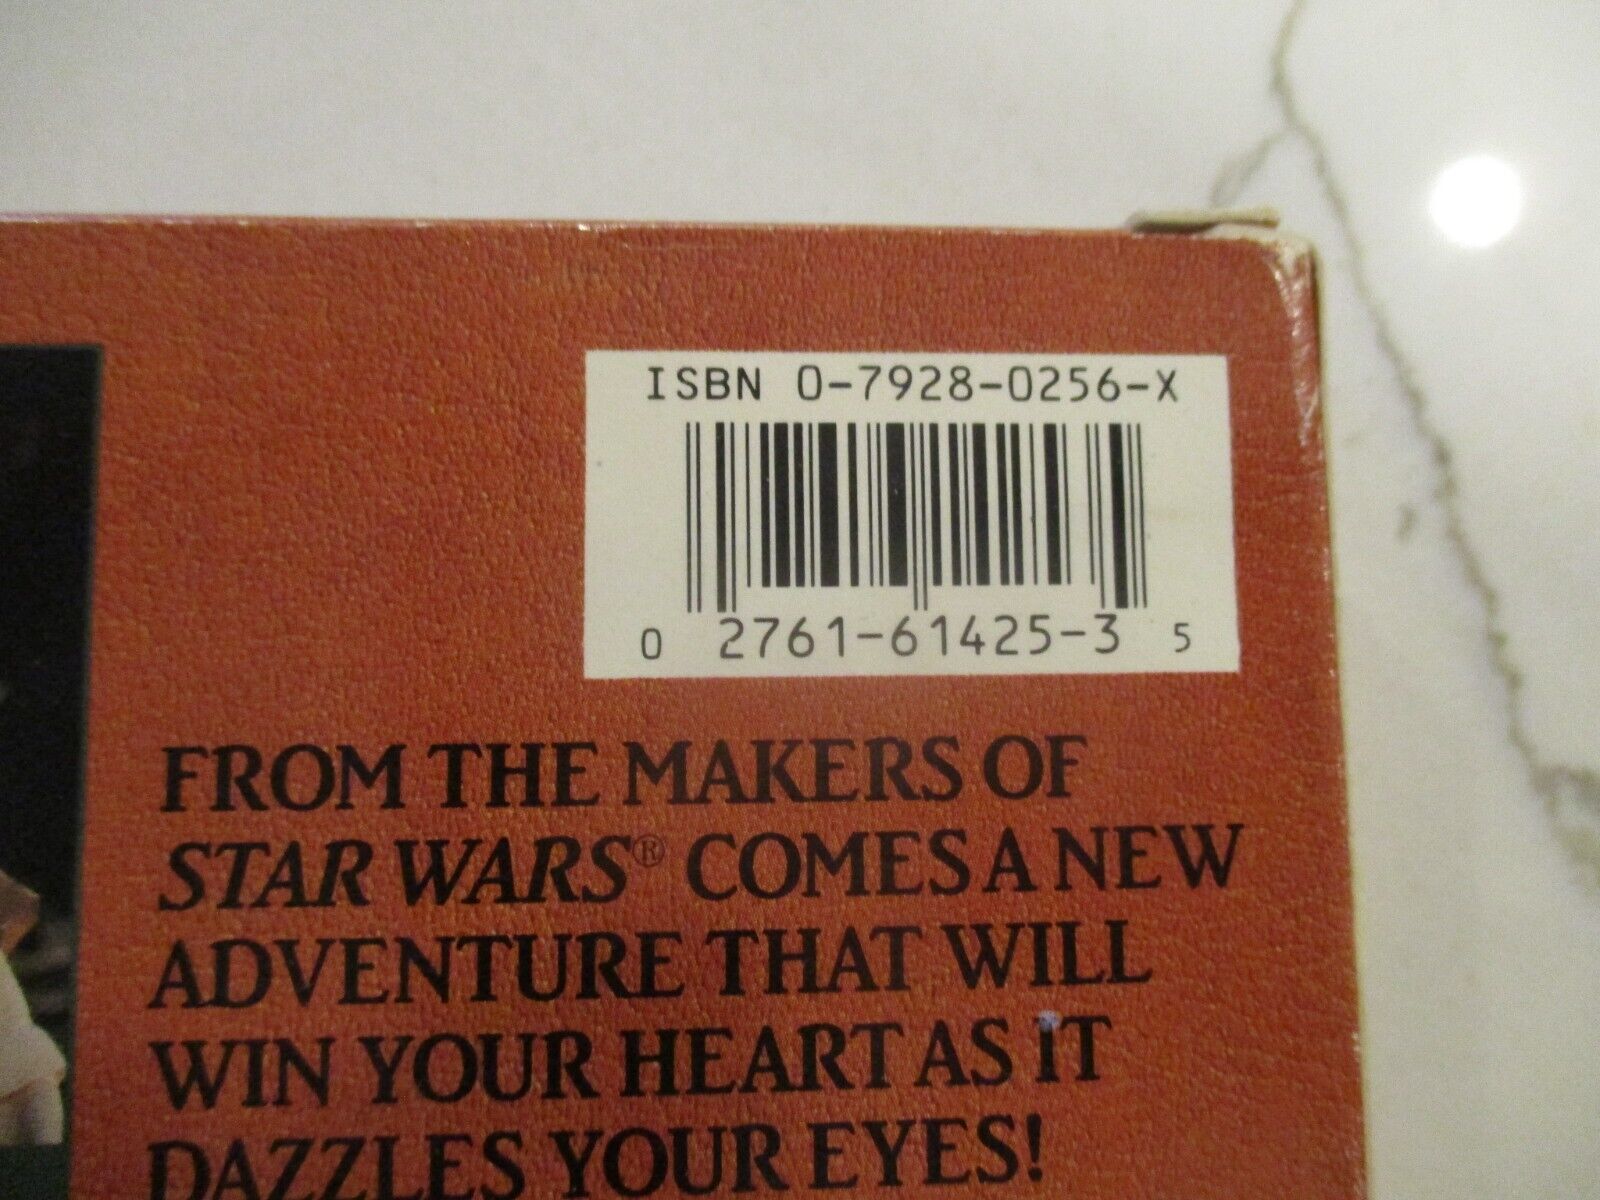 ISBN 0-7928-0256-X
0 2761-61425-3 5
FROM THE MAKERS OF
STAR WARS® COMES A NEW
ADVENTURE THAT WILL
WIN YOUR HEART AS IT
DAZZLES YOUR EYES!